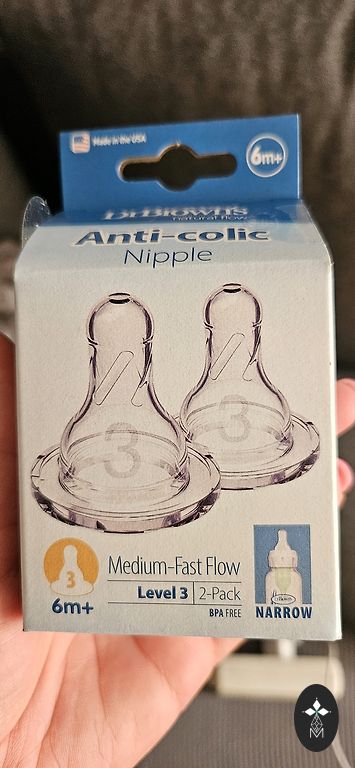 Made in the USA
6m+
Dr Brown's
natural flow
Anti-colic
Nipple
3
3
3
6m+
Medium-Fast Flow
Level 3 | 2-Pack
BPA FREE
NARROW
M